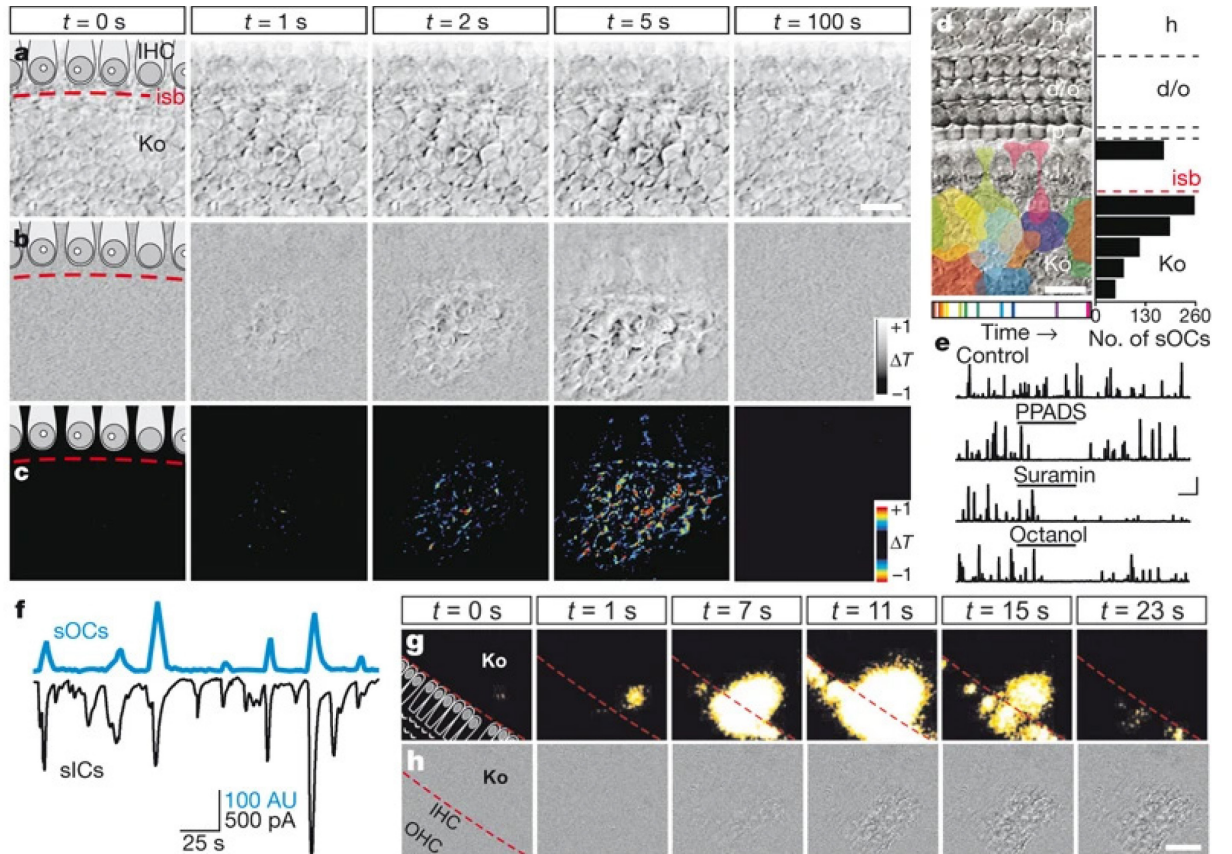 t = 0 s
t = 1 s
t = 2 s
t = 5 s
t = 100 s
a
IHC
isb
Ko
b
+1
ΔT
−1
c
+1
ΔT
−1
d
h
h
d/o
d/o
p
isb
Ko
Ko
0 130 260
Time →
No. of sOCs
e
Control
PPADS
Suramin
Octanol
f
sOCs
sICs
100 AU
500 pA
25 s
t = 0 s
t = 1 s
t = 7 s
t = 11 s
t = 15 s
t = 23 s
g
Ko
h
Ko
IHC
OHC